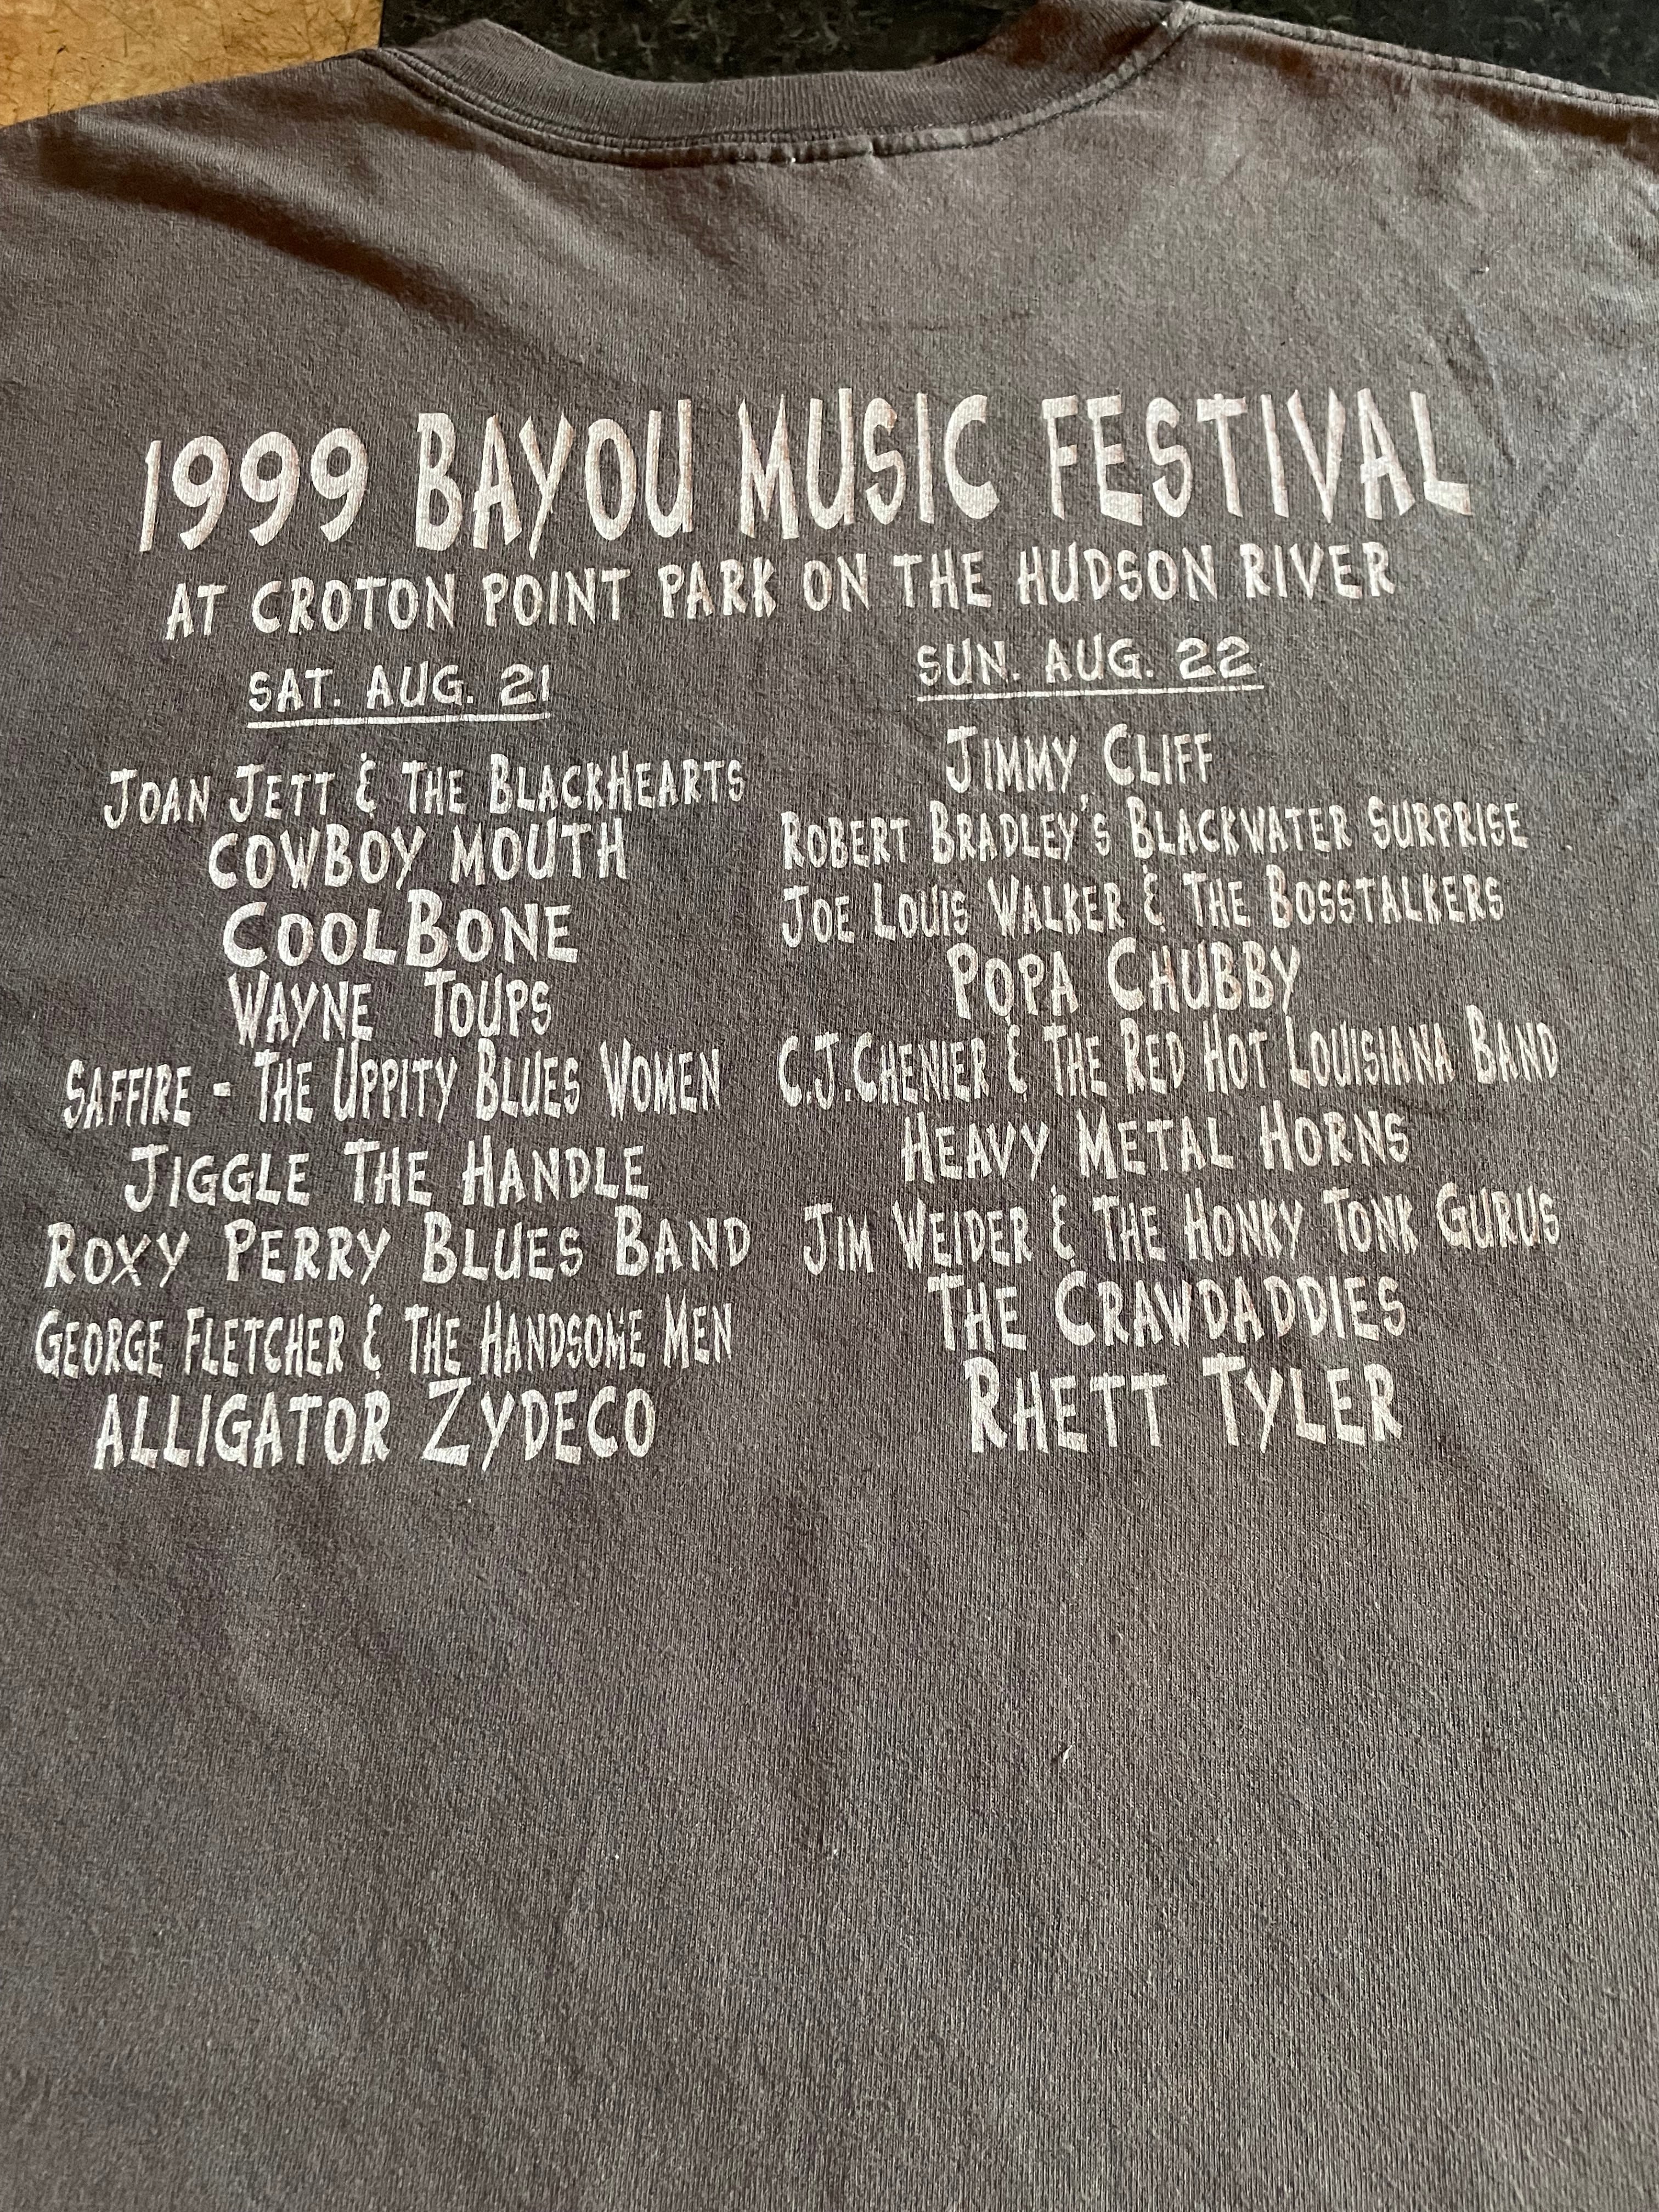 1999 BAYOU MUSIC FESTIVAL
AT CROTON POINT PARK ON THE HUDSON RIVER
SAT. AUG. 21
JOAN JETT & THE BLACKHEARTS
COWBOY MOUTH
COOLBONE
WAYNE TOUPS
SAFFIRE - THE UPPITY BLUES WOMEN
JIGGLE THE HANDLE
ROXY PERRY BLUES BAND
GEORGE FLETCHER & THE HANDSOME MEN
ALLIGATOR ZYDECO
SUN. AUG. 22
JIMMY CLIFF
ROBERT BRADLEY'S BLACKWATER SURPRISE
JOE LOUIS WALKER & THE BOSSTALKERS
POPA CHUBBY
C.J.CHENIER & THE RED HOT LOUISIANA BAND
HEAVY METAL HORNS
JIM WEIDER & THE HONKY TONK GURUS
THE CRAWDADDIES
RHETT TYLER